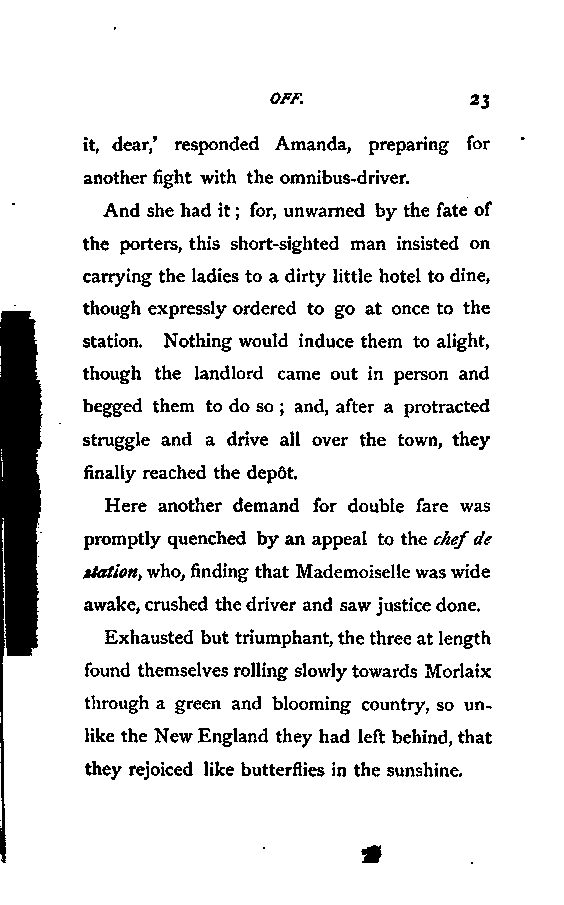 OFF. 23
it, dear,' responded Amanda, preparing for
another fight with the omnibus-driver.
And she had it ; for, unwarned by the fate of
the porters, this short-sighted man insisted on
carrying the ladies to a dirty little hotel to dine,
though expressly ordered to go at once to the
station. Nothing would induce them to alight,
though the landlord came out in person and
begged them to do so ; and, after a protracted
struggle and a drive all over the town, they
finally reached the depôt.
Here another demand for double fare was
promptly quenched by an appeal to the chef de
station, who, finding that Mademoiselle was wide
awake, crushed the driver and saw justice done.
Exhausted but triumphant, the three at length
found themselves rolling slowly towards Morlaix
through a green and blooming country, so un-
like the New England they had left behind, that
they rejoiced like butterflies in the sunshine.